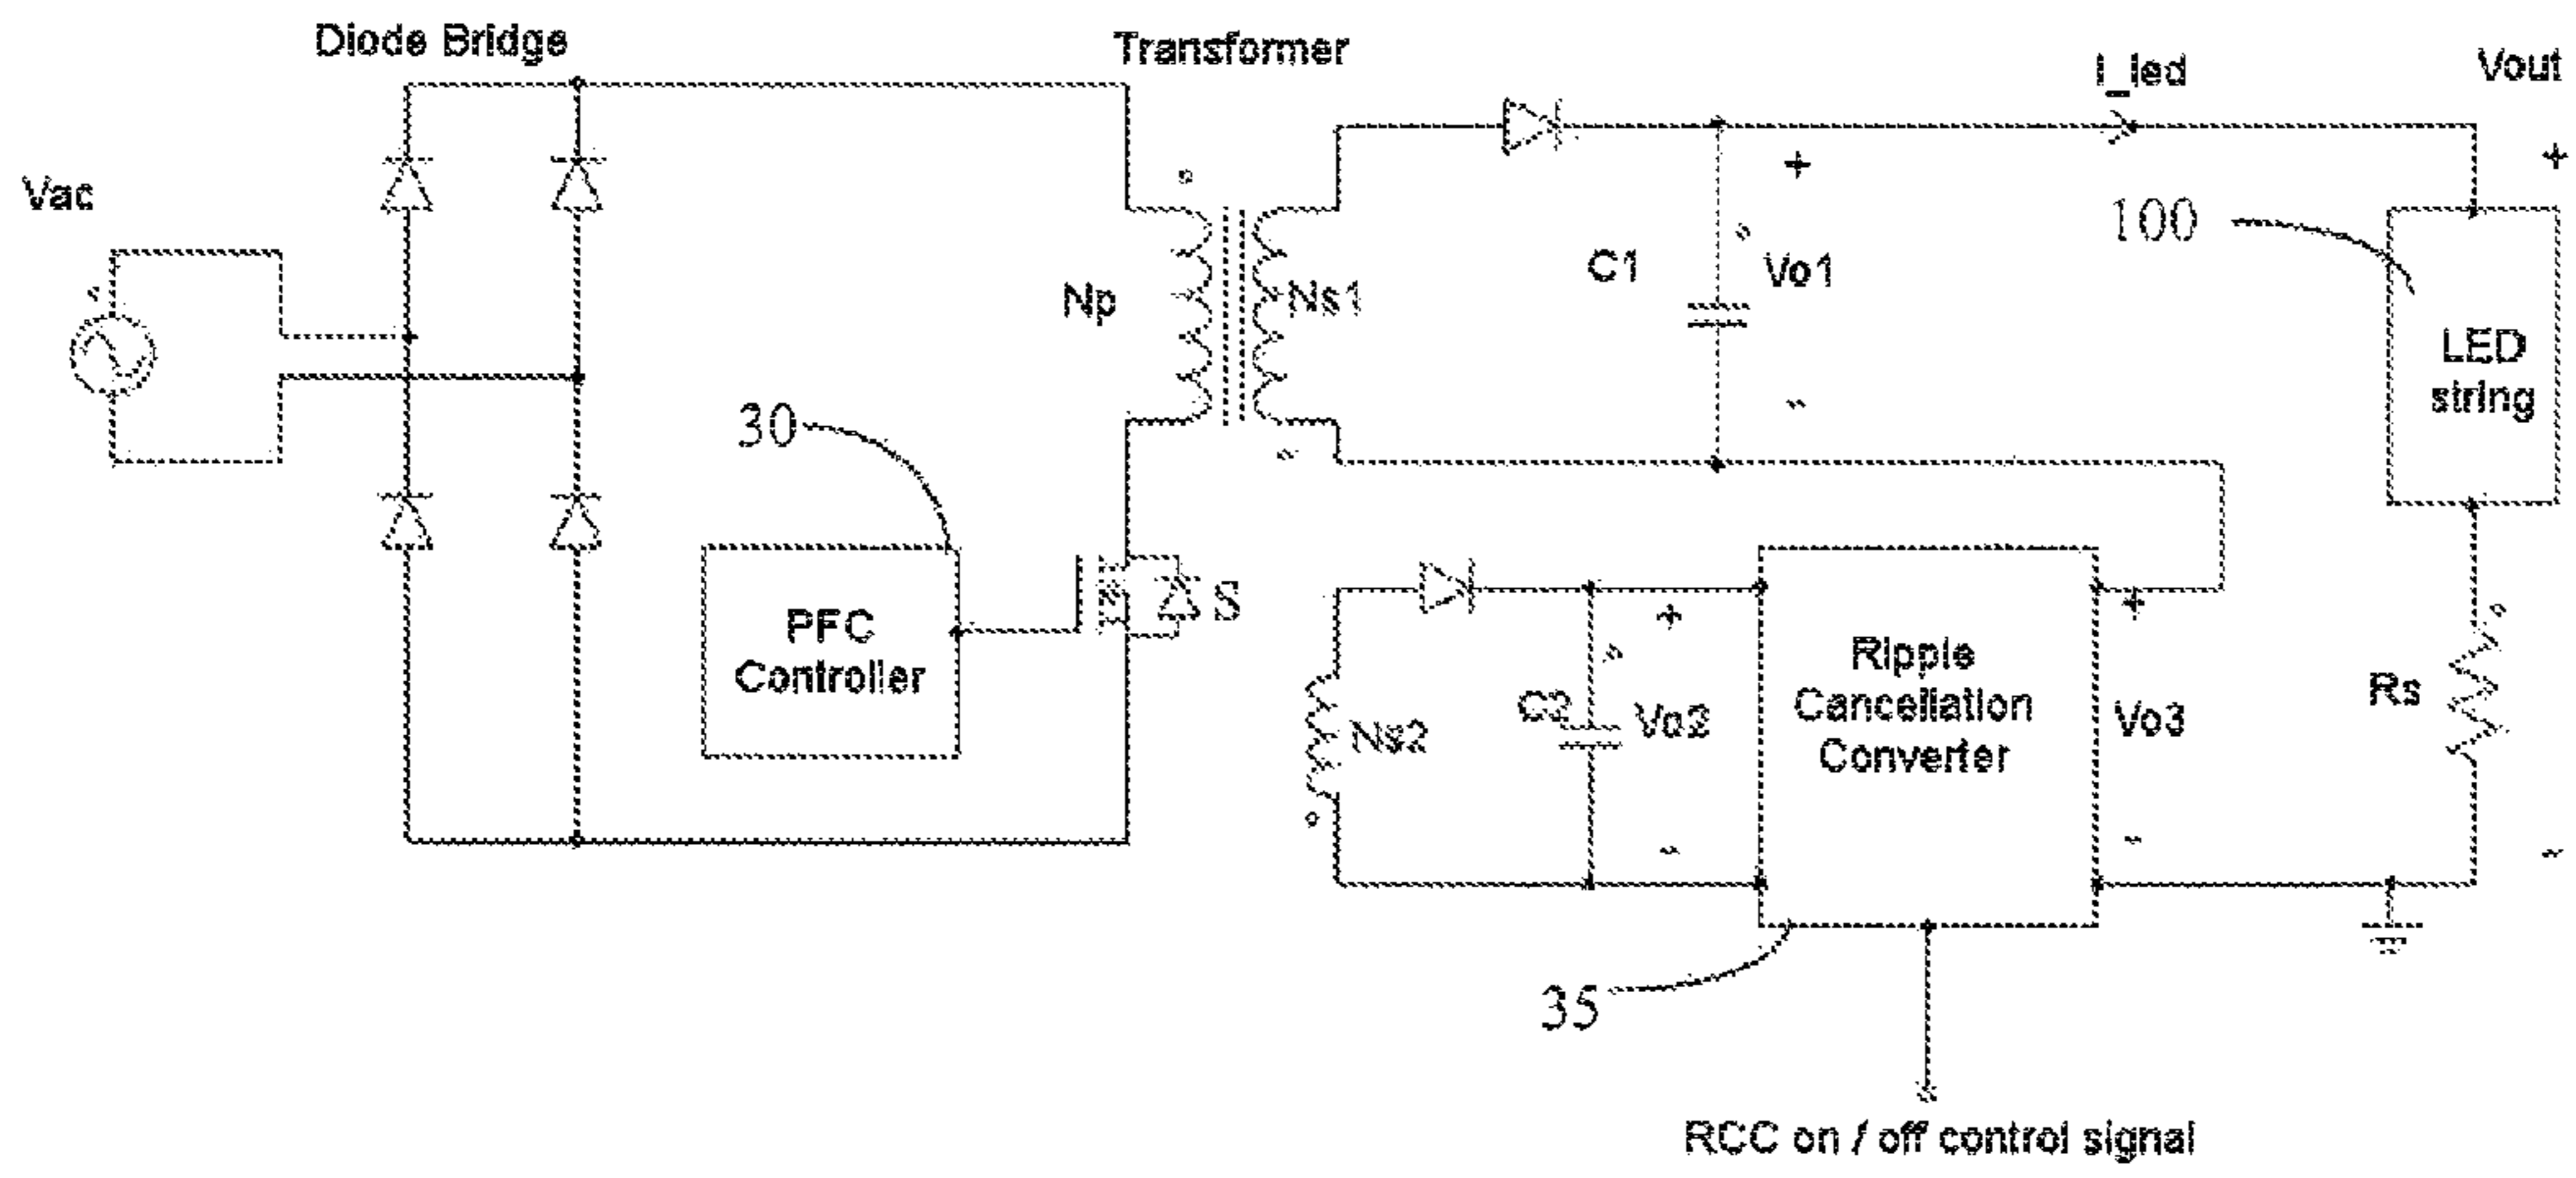 Diode Bridge
Transformer
I_led
Vout
+
Vac
+
100
C1
Vo1
Np
Ns1
LED
string
-
30
S
PFC
Controller
+
+
Ripple
Cancellation
Converter
Rs
C2
Vo2
Ns2
Vo3
-
-
-
35
RCC on / off control signal